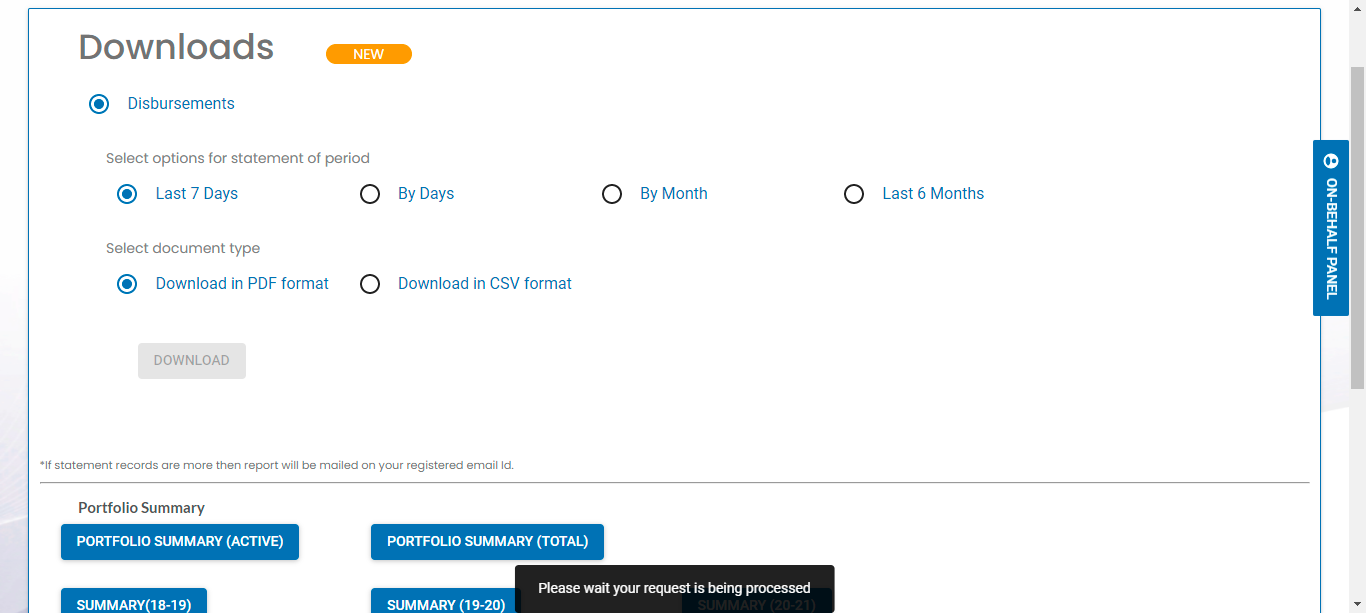 Downloads NEW
Disbursements
Select options for statement of period
Last 7 Days By Days By Month Last 6 Months
Select document type
Download in PDF format Download in CSV format
DOWNLOAD
*If statement records are more then report will be mailed on your registered email Id.
Portfolio Summary
PORTFOLIO SUMMARY (ACTIVE) PORTFOLIO SUMMARY (TOTAL)
SUMMARY(18-19) SUMMARY (19-20) SUMMARY (20-21)
Please wait your request is being processed
ON-BEHALF PANEL